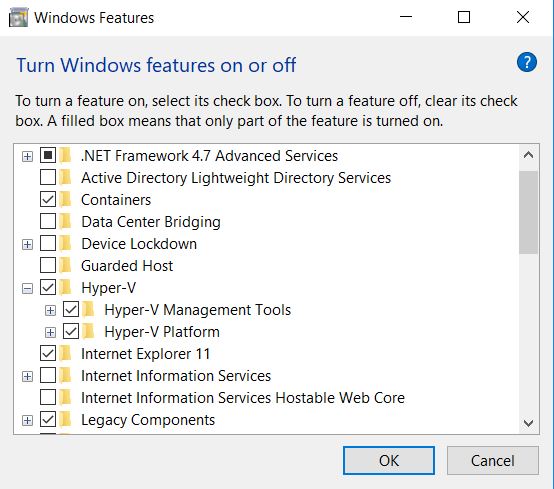 Windows Features
Turn Windows features on or off
?
To turn a feature on, select its check box. To turn a feature off, clear its check
box. A filled box means that only part of the feature is turned on.
.NET Framework 4.7 Advanced Services
Active Directory Lightweight Directory Services
Containers
Data Center Bridging
Device Lockdown
Guarded Host
Hyper-V
Hyper-V Management Tools
Hyper-V Platform
Internet Explorer 11
Internet Information Services
Internet Information Services Hostable Web Core
Legacy Components
OK
Cancel